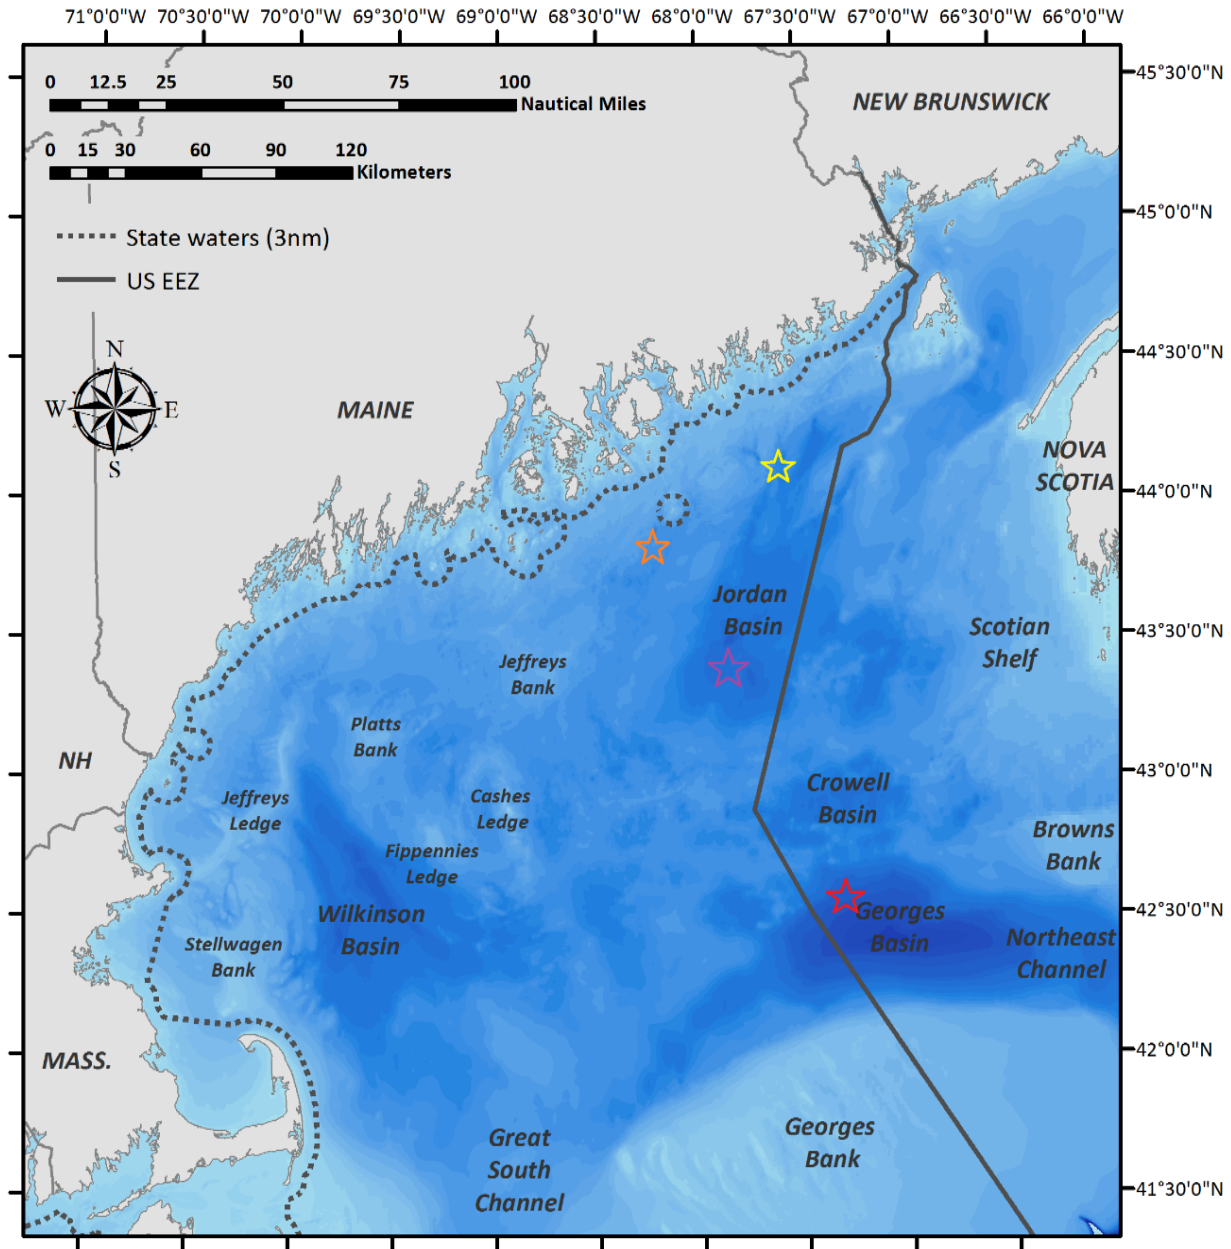 71°0'0"W 70°30'0"W 70°0'0"W 69°30'0"W 69°0'0"W 68°30'0"W 68°0'0"W 67°30'0"W 67°0'0"W 66°30'0"W 66°0'0"W
45°30'0"N
0 12.5 25 50 75 100
Nautical Miles
NEW BRUNSWICK
0 15 30 60 90 120
Kilometers
45°0'0"N
State waters (3nm)
US EEZ
44°30'0"N
N
W E
S
MAINE
NOVA
SCOTIA
44°0'0"N
Jordan
Basin
Scotian
Shelf
43°30'0"N
Jeffreys
Bank
Platts
Bank
NH
43°0'0"N
Jeffreys
Ledge
Cashes
Ledge
Crowell
Basin
Browns
Bank
Fippennies
Ledge
Wilkinson
Basin
Georges
Basin
42°30'0"N
Stellwagen
Bank
Northeast
Channel
MASS.
42°0'0"N
Great
South
Channel
Georges
Bank
41°30'0"N